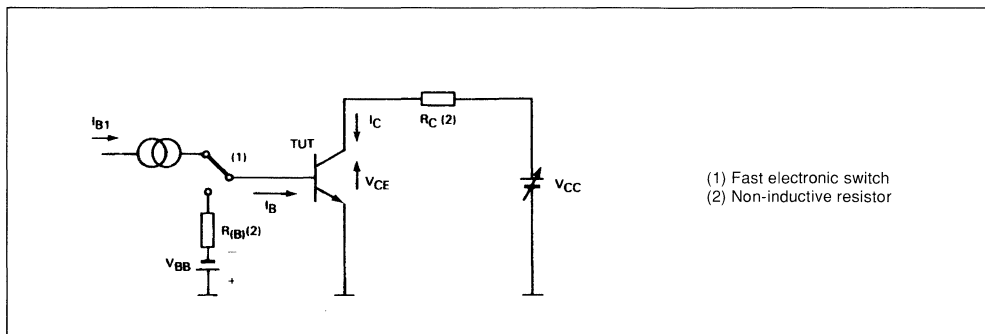 I_B1
(1)
TUT
I_C
R_C (2)
V_CE
I_B
V_CC
R_(B)(2)
V_BB
−
+
(1) Fast electronic switch
(2) Non-inductive resistor